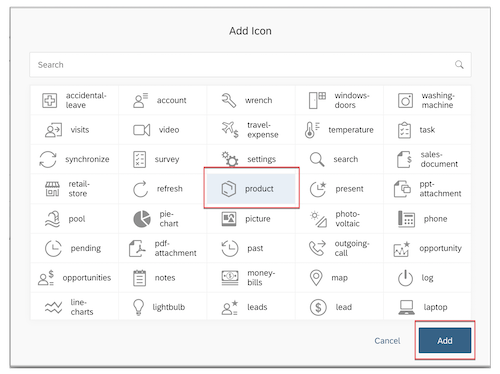 Add Icon
Search
accidental-
leave
account
wrench
windows-
doors
washing-
machine
visits
video
travel-
expense
temperature
task
synchronize
survey
settings
search
sales-
document
retail-
store
refresh
product
present
ppt-
attachment
pool
pie-
chart
picture
photo-
voltaic
phone
pending
pdf-
attachment
past
outgoing-
call
opportunity
opportunities
notes
money-
bills
map
log
line-
charts
lightbulb
leads
lead
laptop
Cancel
Add